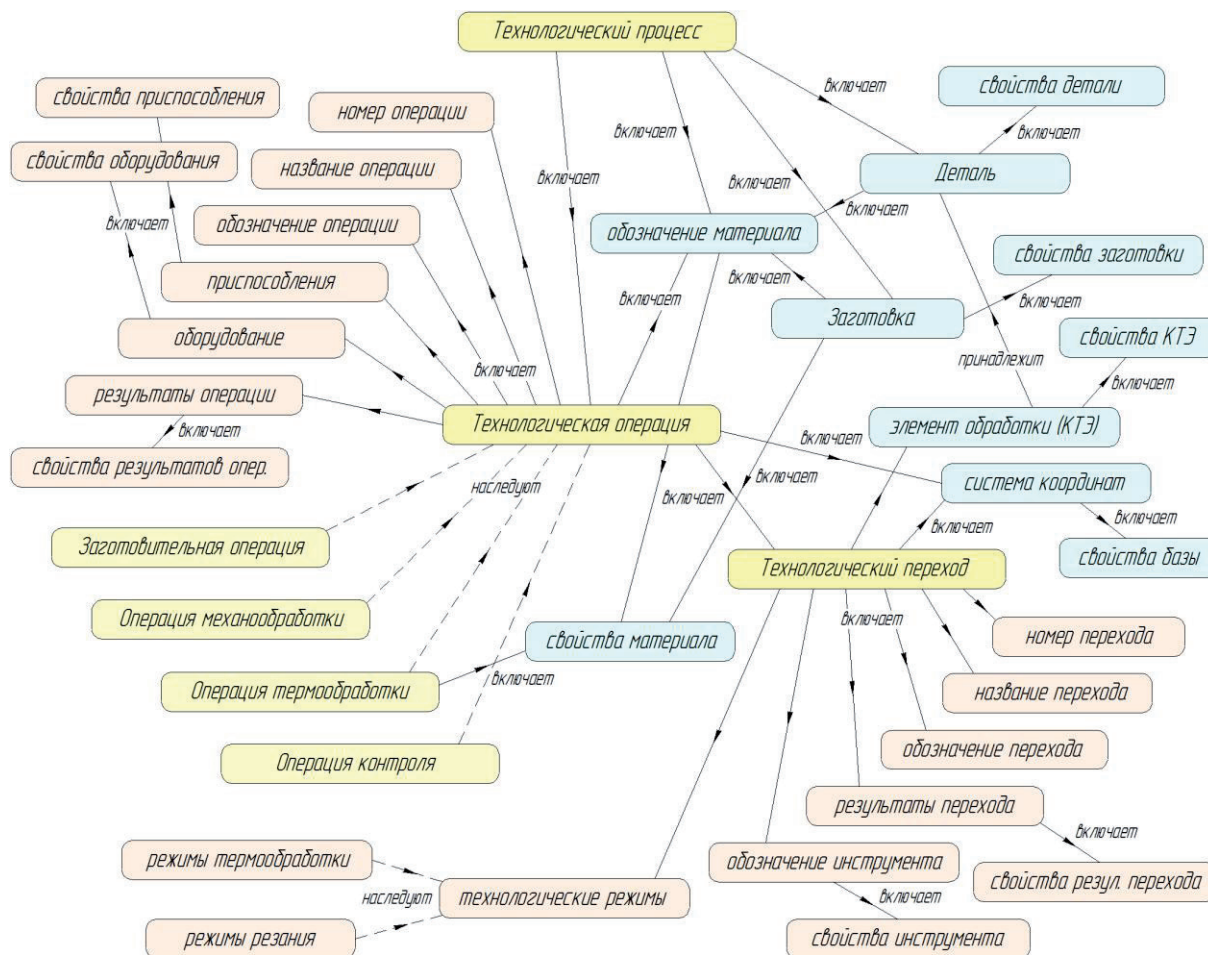 Технологический процесс
свойства приспособления
номер операции
включает
свойства детали
включает
включает
свойства оборудования
название операции
включает
включает
Деталь
включает
обозначение операции
обозначение материала
включает
свойства заготовки
приспособления
включает
включает
включает
Заготовка
оборудование
свойства КТЭ
принадлежит
включает
включает
результаты операции
Технологическая операция
элемент обработки (КТЭ)
включает
включает
свойства результатов опер.
наследуют
включает
включает
система координат
включает
включает
Заготовительная операция
Технологический переход
свойства базы
Операция механообработки
включает
свойства материала
номер перехода
включает
Операция термообработки
название перехода
Операция контроля
обозначение перехода
результаты перехода
включает
режимы термообработки
обозначение инструмента
свойства резул. перехода
наследуют
технологические режимы
включает
режимы резания
свойства инструмента